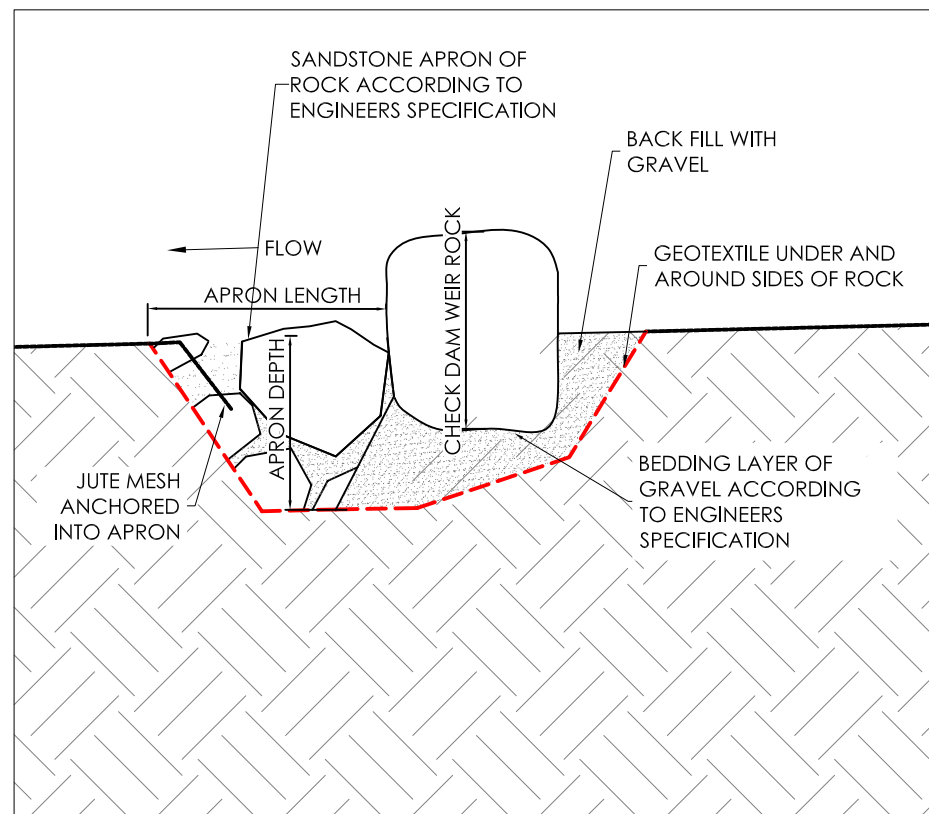 SANDSTONE APRON OF
ROCK ACCORDING TO
ENGINEERS SPECIFICATION
BACK FILL WITH
GRAVEL
FLOW
GEOTEXTILE UNDER AND
AROUND SIDES OF ROCK
APRON LENGTH
CHECK DAM WEIR ROCK
APRON DEPTH
JUTE MESH
ANCHORED
INTO APRON
BEDDING LAYER OF
GRAVEL ACCORDING
TO ENGINEERS
SPECIFICATION